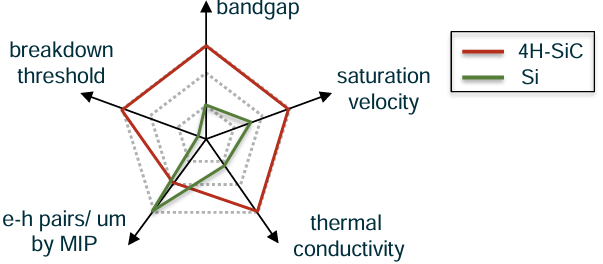 bandgap
breakdown
threshold
saturation
velocity
4H-SiC
Si
e-h pairs/ um
by MIP
thermal
conductivity